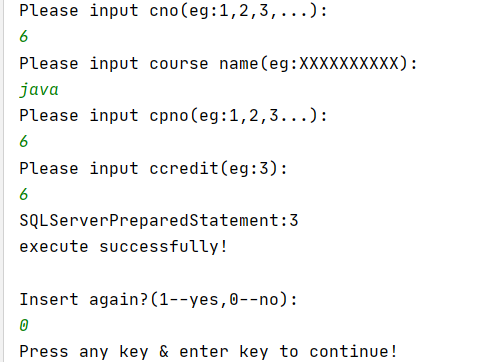 Please input cno(eg:1,2,3,...):
6
Please input course name(eg:XXXXXXXXXX):
java
Please input cpno(eg:1,2,3...):
6
Please input ccredit(eg:3):
6
SQLServerPreparedStatement:3
execute successfully!
Insert again?(1--yes,0--no):
0
Press any key & enter key to continue!